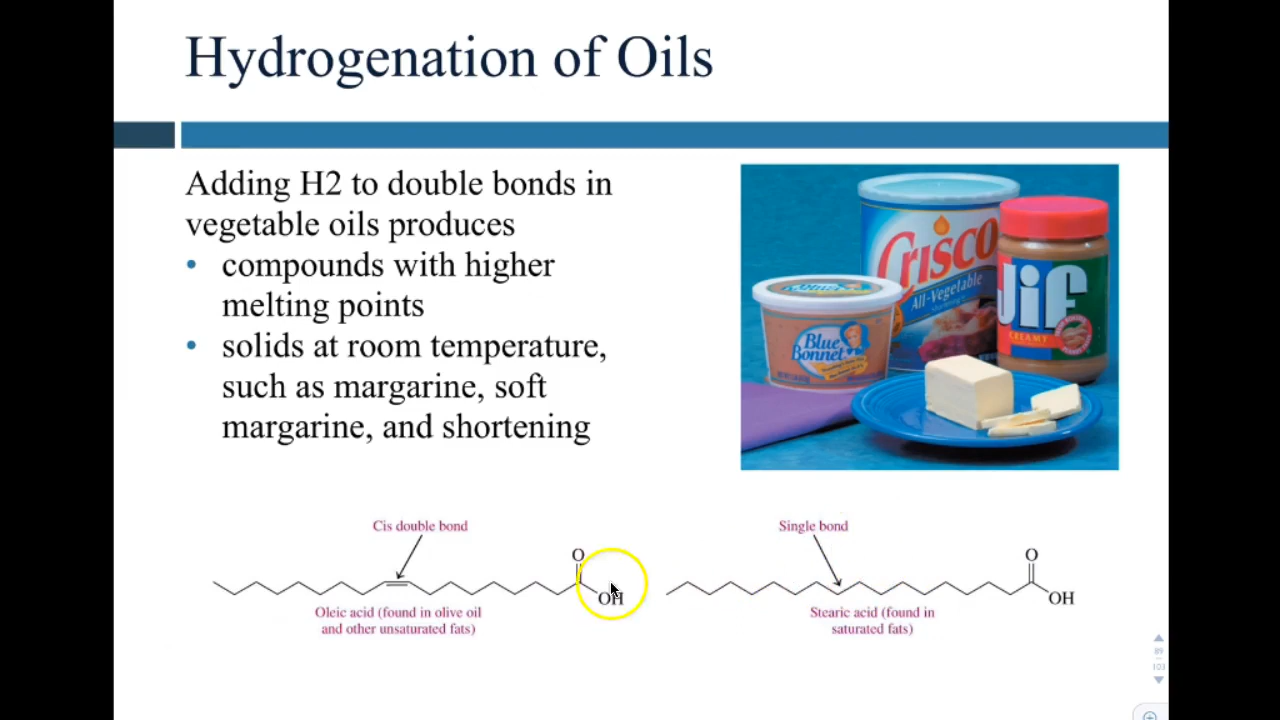 Hydrogenation of Oils
Adding H2 to double bonds in
vegetable oils produces
• compounds with higher
melting points
• solids at room temperature,
such as margarine, soft
margarine, and shortening
Crisco
All-Vegetable
Jif
CREAMY
Blue
Bonnet
Cis double bond
O
OH
Oleic acid (found in olive oil
and other unsaturated fats)
Single bond
O
OH
Stearic acid (found in
saturated fats)
89
103